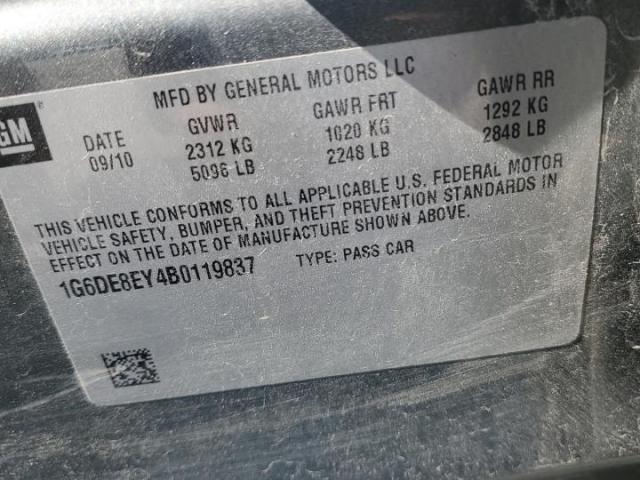 MFD BY GENERAL MOTORS LLC
GM®
DATE GVWR GAWR FRT GAWR RR
09/10 2312 KG 1020 KG 1292 KG
5096 LB 2248 LB 2848 LB
THIS VEHICLE CONFORMS TO ALL APPLICABLE U.S. FEDERAL MOTOR
VEHICLE SAFETY, BUMPER, AND THEFT PREVENTION STANDARDS IN
EFFECT ON THE DATE OF MANUFACTURE SHOWN ABOVE.
1G6DE8EY4B0119837 TYPE: PASS CAR